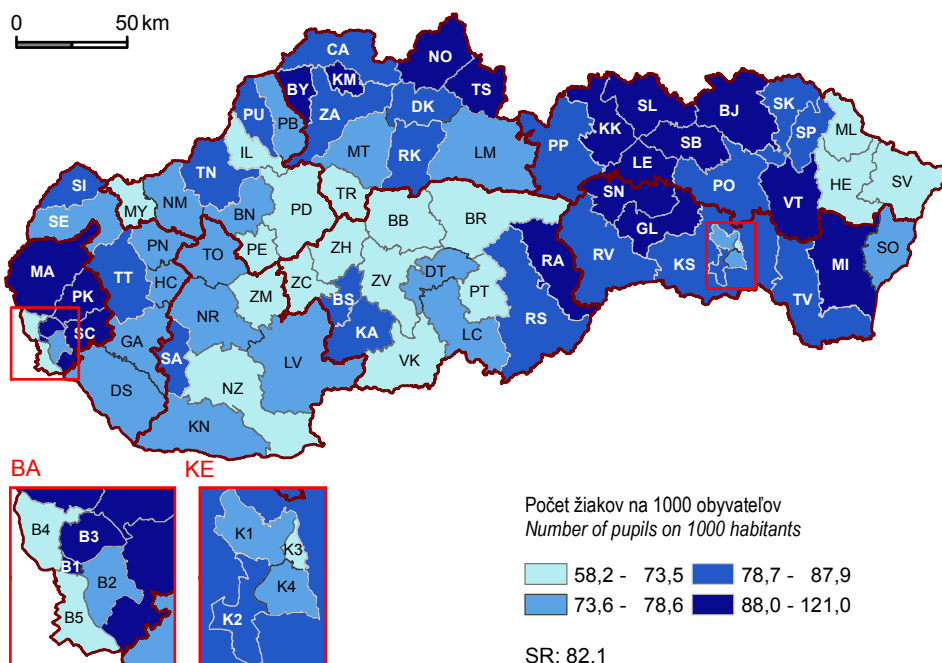 0 50 km
CA
NO
KM
BY
TS
PU
PB
ZA
DK
SL
BJ
SK
ML
KK
SP
IL
MT
RK
LM
PP
SB
LE
HE
SV
SI
TN
PO
MY
NM
BN
PD
TR
SN
VT
SE
BB
BR
GL
PN
TO
PE
ZH
RV
KS
MI
SO
MA
TT
HC
ZC
ZV
DT
RA
PK
ZM
BS
PT
TV
SC
GA
NR
KA
LC
RS
SA
LV
VK
DS
NZ
KN
BA
KE
B4
B3
B1
B2
B5
K1
K3
K4
K2
Počet žiakov na 1000 obyvateľov
Number of pupils on 1000 habitants
58,2 - 73,5
78,7 - 87,9
73,6 - 78,6
88,0 - 121,0
SR: 82,1